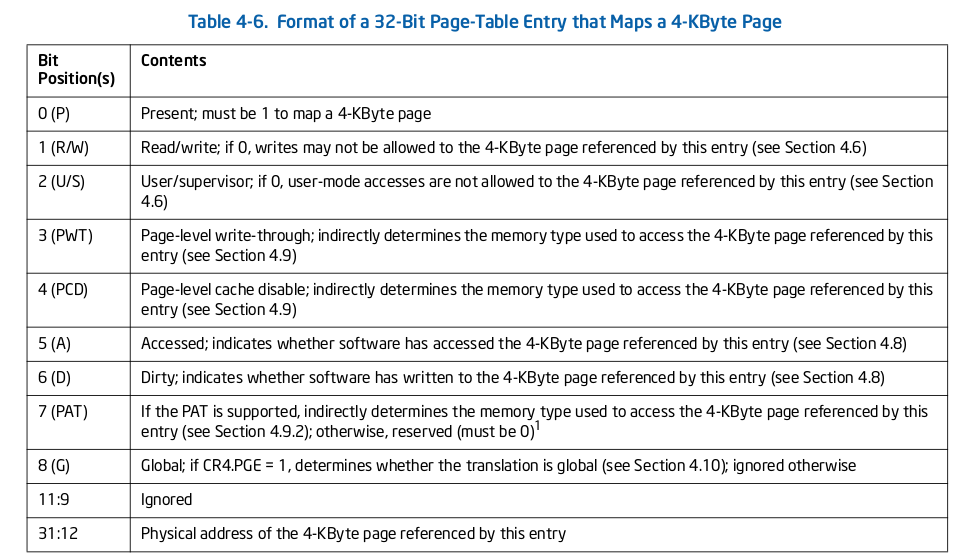 Table 4-6. Format of a 32-Bit Page-Table Entry that Maps a 4-KByte Page
Bit
Position(s)
Contents
0 (P)
Present; must be 1 to map a 4-KByte page
1 (R/W)
Read/write; if 0, writes may not be allowed to the 4-KByte page referenced by this entry (see Section 4.6)
2 (U/S)
User/supervisor; if 0, user-mode accesses are not allowed to the 4-KByte page referenced by this entry (see Section
4.6)
3 (PWT)
Page-level write-through; indirectly determines the memory type used to access the 4-KByte page referenced by this
entry (see Section 4.9)
4 (PCD)
Page-level cache disable; indirectly determines the memory type used to access the 4-KByte page referenced by this
entry (see Section 4.9)
5 (A)
Accessed; indicates whether software has accessed the 4-KByte page referenced by this entry (see Section 4.8)
6 (D)
Dirty; indicates whether software has written to the 4-KByte page referenced by this entry (see Section 4.8)
7 (PAT)
If the PAT is supported, indirectly determines the memory type used to access the 4-KByte page referenced by this
entry (see Section 4.9.2); otherwise, reserved (must be 0)1
8 (G)
Global; if CR4.PGE = 1, determines whether the translation is global (see Section 4.10); ignored otherwise
11:9
Ignored
31:12
Physical address of the 4-KByte page referenced by this entry